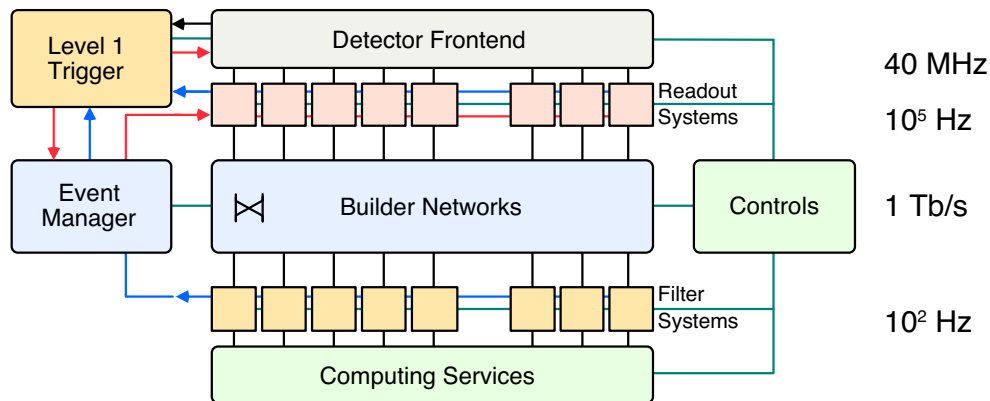 Level 1
Trigger
Detector Frontend
40 MHz
Readout
Systems
10⁵ Hz
Event
Manager
Builder Networks
Controls
1 Tb/s
Filter
Systems
10² Hz
Computing Services